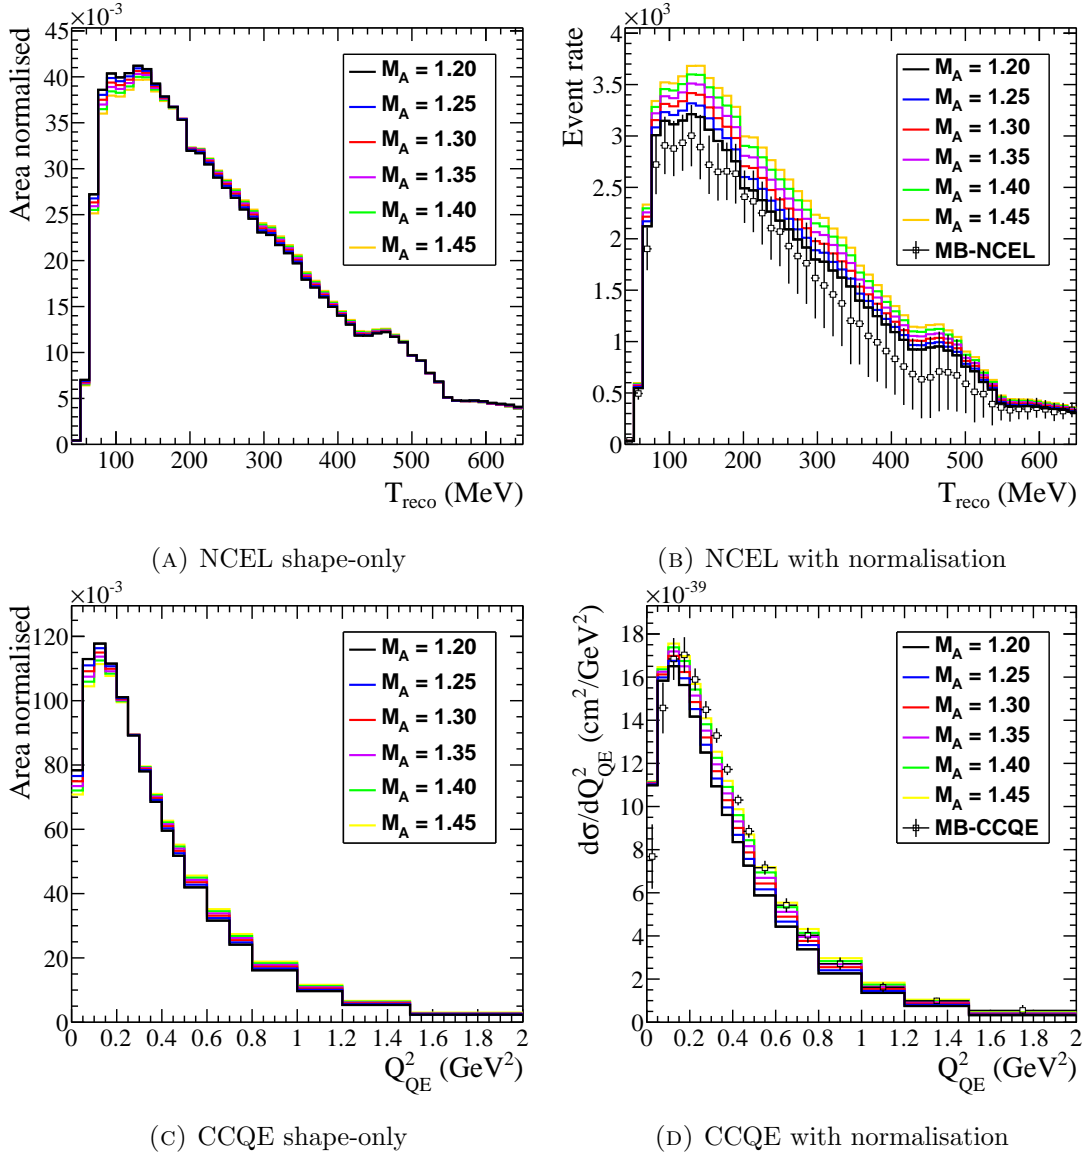 ×10⁻³
Area normalised
45
40
35
30
25
20
15
10
5
0
100 200 300 400 500 600
T_reco (MeV)
M_A = 1.20
M_A = 1.25
M_A = 1.30
M_A = 1.35
M_A = 1.40
M_A = 1.45
(A) NCEL shape-only
×10³
Event rate
4
3.5
3
2.5
2
1.5
1
0.5
0
100 200 300 400 500 600
T_reco (MeV)
M_A = 1.20
M_A = 1.25
M_A = 1.30
M_A = 1.35
M_A = 1.40
M_A = 1.45
MB-NCEL
(B) NCEL with normalisation
×10⁻³
Area normalised
120
100
80
60
40
20
0
0 0.2 0.4 0.6 0.8 1 1.2 1.4 1.6 1.8 2
Q²_QE (GeV²)
M_A = 1.20
M_A = 1.25
M_A = 1.30
M_A = 1.35
M_A = 1.40
M_A = 1.45
(C) CCQE shape-only
×10⁻³⁹
dσ/dQ²_QE (cm²/GeV²)
18
16
14
12
10
8
6
4
2
0
0 0.2 0.4 0.6 0.8 1 1.2 1.4 1.6 1.8 2
Q²_QE (GeV²)
M_A = 1.20
M_A = 1.25
M_A = 1.30
M_A = 1.35
M_A = 1.40
M_A = 1.45
MB-CCQE
(D) CCQE with normalisation